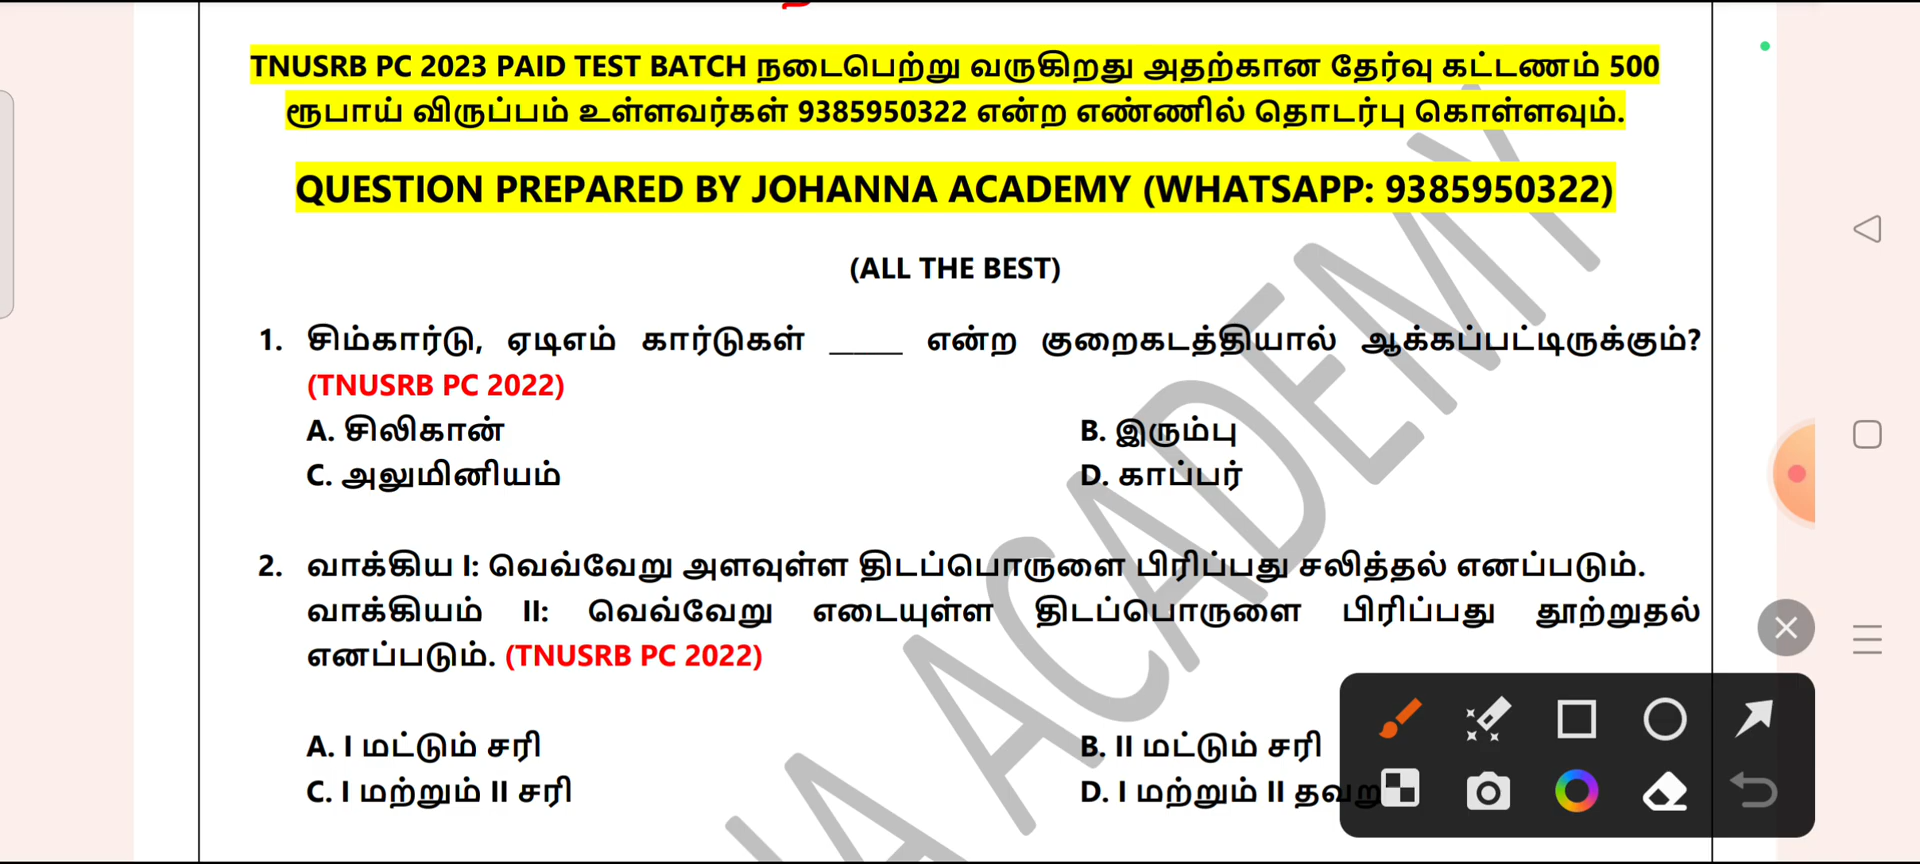 TNUSRB PC 2023 PAID TEST BATCH நடைபெற்று வருகிறது அதற்கான தேர்வு கட்டணம் 500
ரூபாய் விருப்பம் உள்ளவர்கள் 9385950322 என்ற எண்ணில் தொடர்பு கொள்ளவும்.
QUESTION PREPARED BY JOHANNA ACADEMY (WHATSAPP: 9385950322)
(ALL THE BEST)
1. சிம்கார்டு, ஏடிஎம் கார்டுகள் _____ என்ற குறைகடத்தியால் ஆக்கப்பட்டிருக்கும்?
(TNUSRB PC 2022)
A. சிலிகான் B. இரும்பு
C. அலுமினியம் D. காப்பர்
2. வாக்கிய I: வெவ்வேறு அளவுள்ள திடப்பொருளை பிரிப்பது சலித்தல் எனப்படும்.
வாக்கியம் II: வெவ்வேறு எடையுள்ள திடப்பொருளை பிரிப்பது தூற்றுதல்
எனப்படும். (TNUSRB PC 2022)
A. I மட்டும் சரி B. II மட்டும் சரி
C. I மற்றும் II சரி D. I மற்றும் II தவறு
A ACADEMY